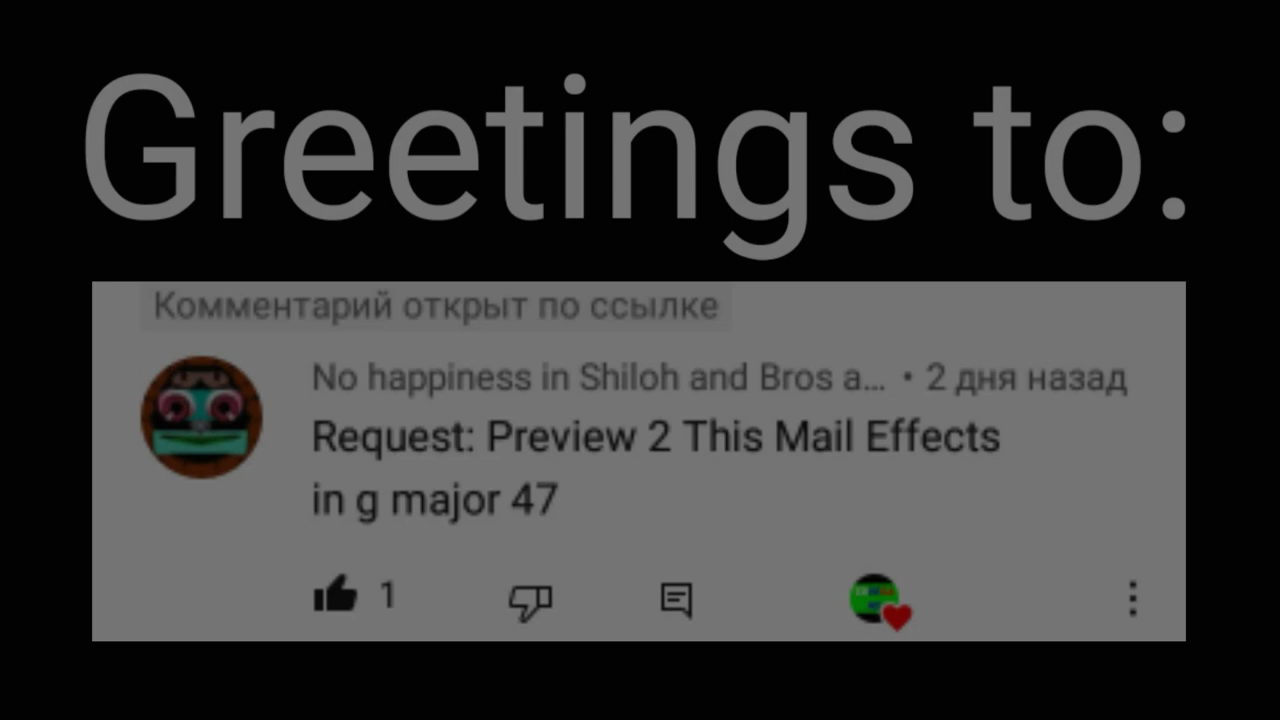 Greetings to:
Комментарий открыт по ссылке
No happiness in Shiloh and Bros a... • 2 дня назад
Request: Preview 2 This Mail Effects
in g major 47
1